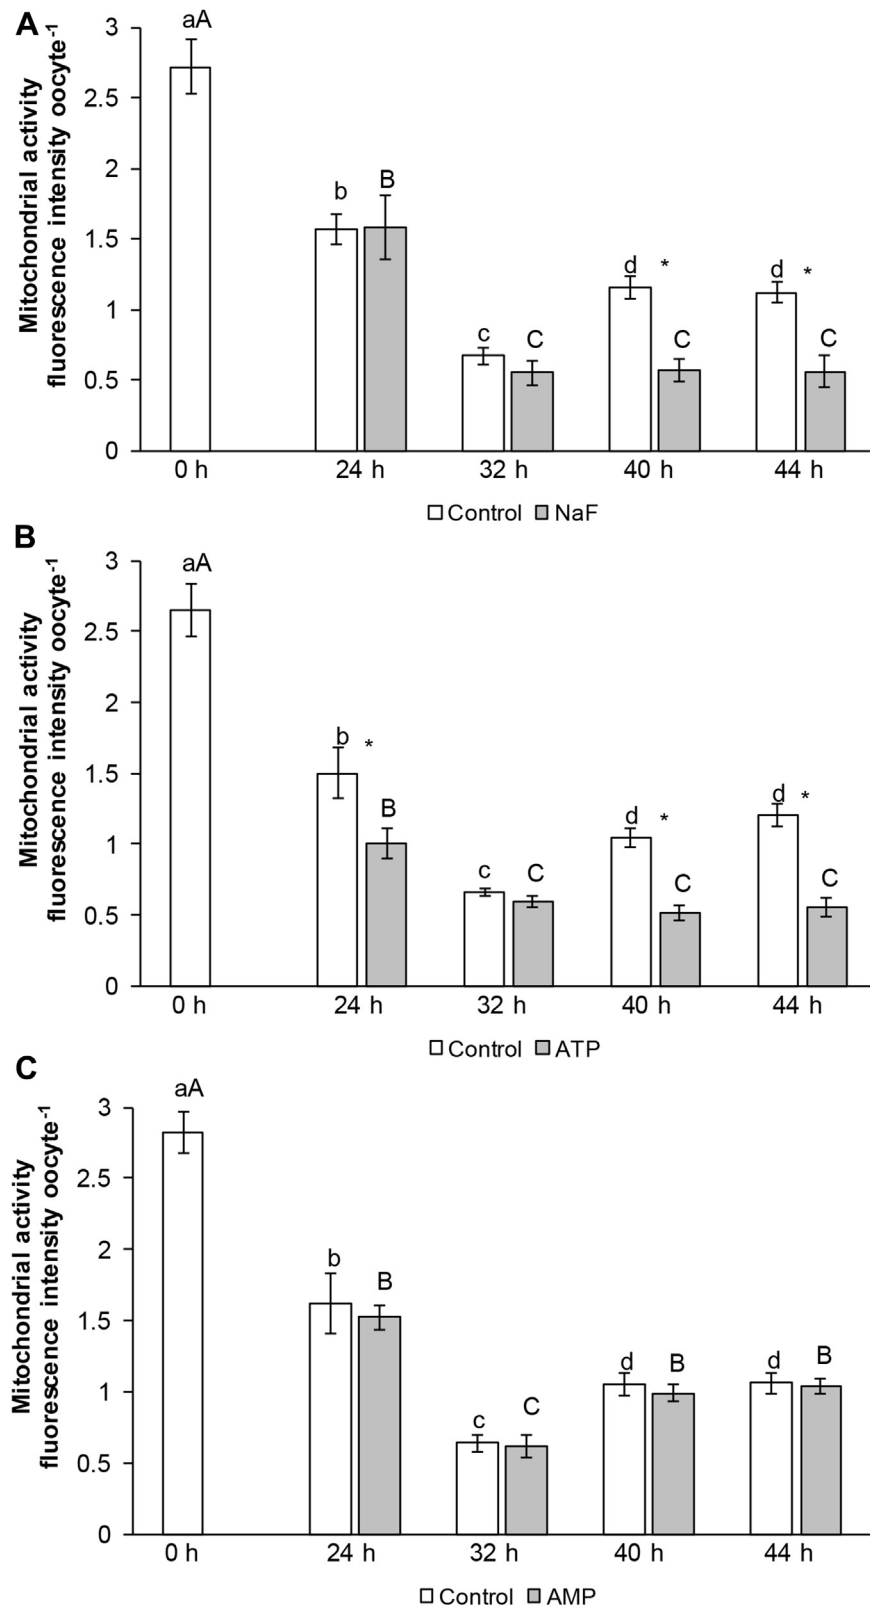 A
Mitochondrial activity
fluorescence intensity oocyte-1
3
2.5
2
1.5
1
0.5
0
aA
b
B
c
C
d
*
C
d
*
C
0 h
24 h
32 h
40 h
44 h
Control
NaF
B
Mitochondrial activity
fluorescence intensity oocyte-1
3
2.5
2
1.5
1
0.5
0
aA
b
*
B
c
C
d
*
C
d
*
C
0 h
24 h
32 h
40 h
44 h
Control
ATP
C
Mitochondrial activity
fluorescence intensity oocyte-1
3
2.5
2
1.5
1
0.5
0
aA
b
B
c
C
d
B
d
B
0 h
24 h
32 h
40 h
44 h
Control
AMP